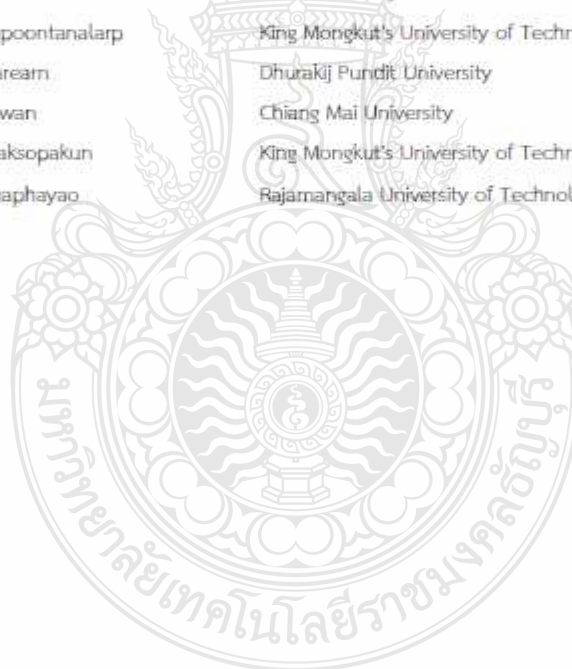 poontanalarp King Mongkut's University of Techn
Dhurakij Pundit University
wan Chiang Mai University
aksopakun King Mongkut's University of Techn
aphayao Rajamangala University of Technol
มหาวิทยาลัยเทคโนโลยีราชมงคลธัญบุรี